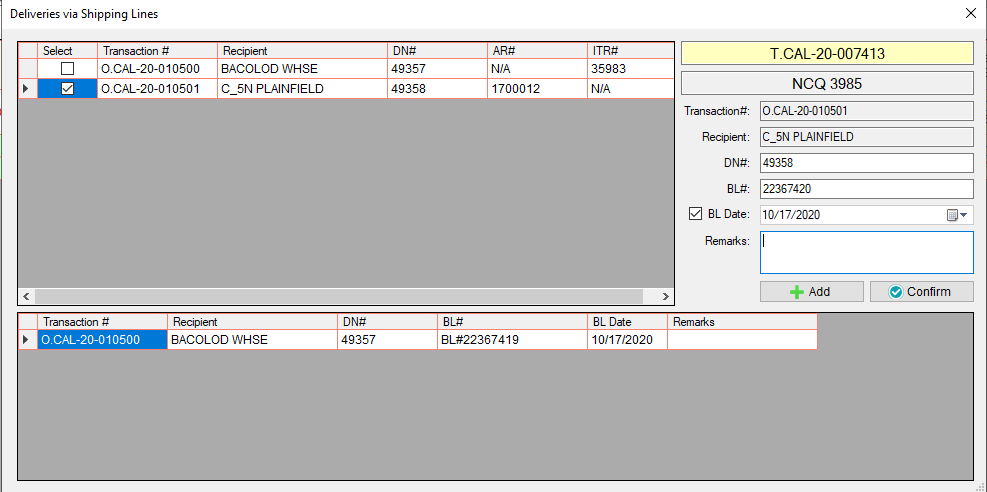 Deliveries via Shipping Lines
Select Transaction # Recipient DN# AR# ITR#
O.CAL-20-010500 BACOLOD WHSE 49357 N/A 35983
O.CAL-20-010501 C_5N PLAINFIELD 49358 1700012 N/A
T.CAL-20-007413
NCQ 3985
Transaction#: O.CAL-20-010501
Recipient: C_5N PLAINFIELD
DN#: 49358
BL#: 22367420
BL Date: 10/17/2020
Remarks:
Add Confirm
Transaction # Recipient DN# BL# BL Date Remarks
O.CAL-20-010500 BACOLOD WHSE 49357 BL#22367419 10/17/2020